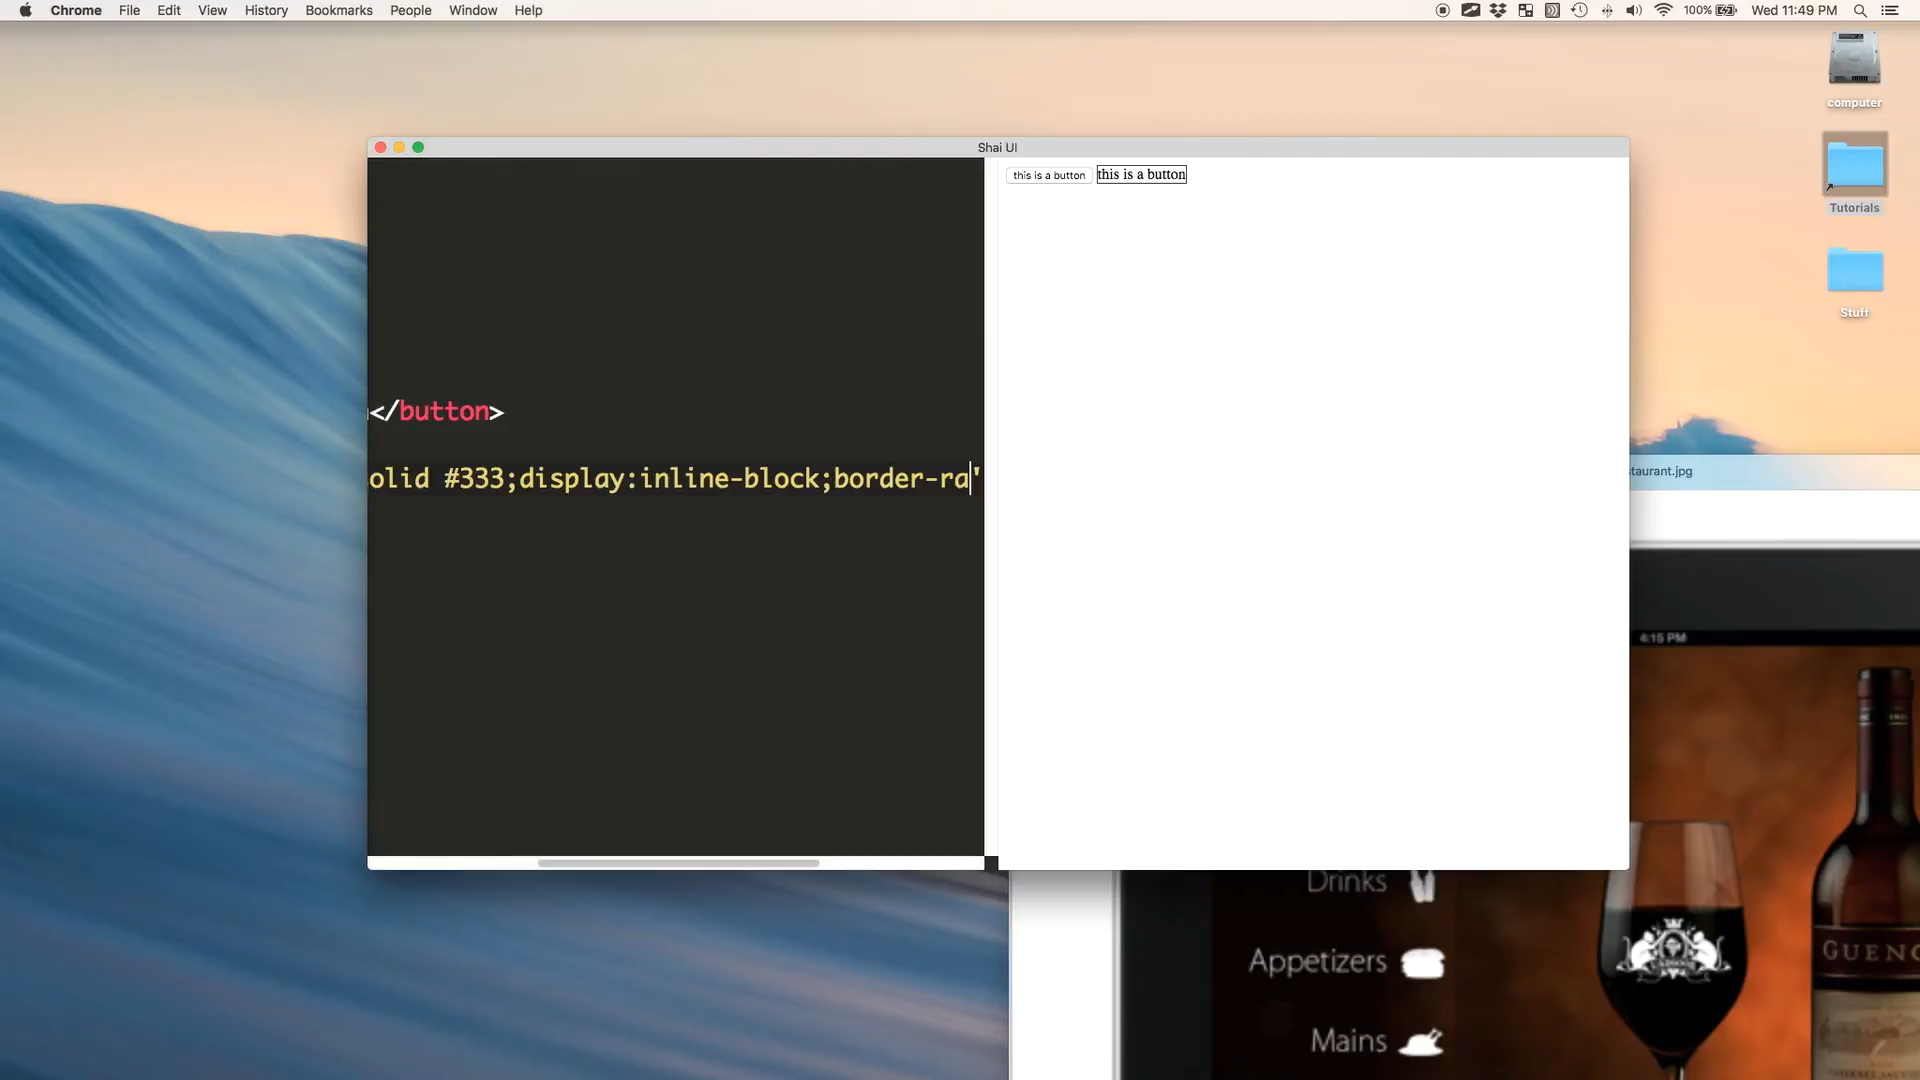 Chrome File Edit View History Bookmarks People Window Help
100% Wed 11:49 PM
computer
Tutorials
Stuff
Shai UI
</button>
olid #333;display:inline-block;border-ra"
this is a button this is a button
taurant.jpg
4:15 PM
Drinks
Appetizers
Mains
GUENO